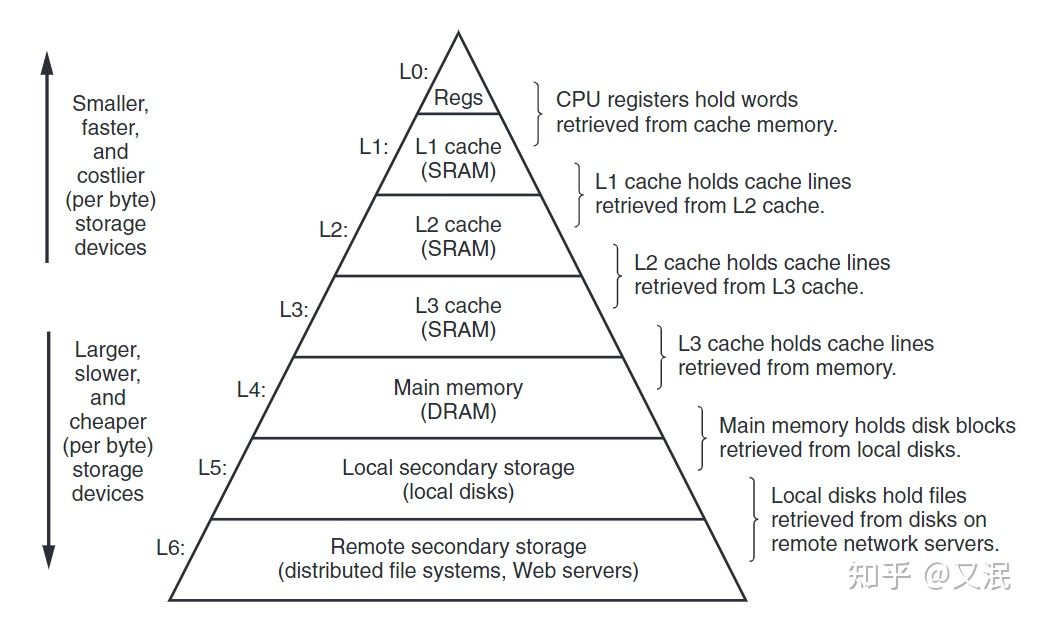 Smaller,
faster,
and
costlier
(per byte)
storage
devices
Larger,
slower,
and
cheaper
(per byte)
storage
devices
L0:
Regs
CPU registers hold words
retrieved from cache memory.
L1:
L1 cache
(SRAM)
L1 cache holds cache lines
retrieved from L2 cache.
L2:
L2 cache
(SRAM)
L2 cache holds cache lines
retrieved from L3 cache.
L3:
L3 cache
(SRAM)
L3 cache holds cache lines
retrieved from memory.
L4:
Main memory
(DRAM)
Main memory holds disk blocks
retrieved from local disks.
L5:
Local secondary storage
(local disks)
Local disks hold files
retrieved from disks on
remote network servers.
L6:
Remote secondary storage
(distributed file systems, Web servers)
知乎 @又泯